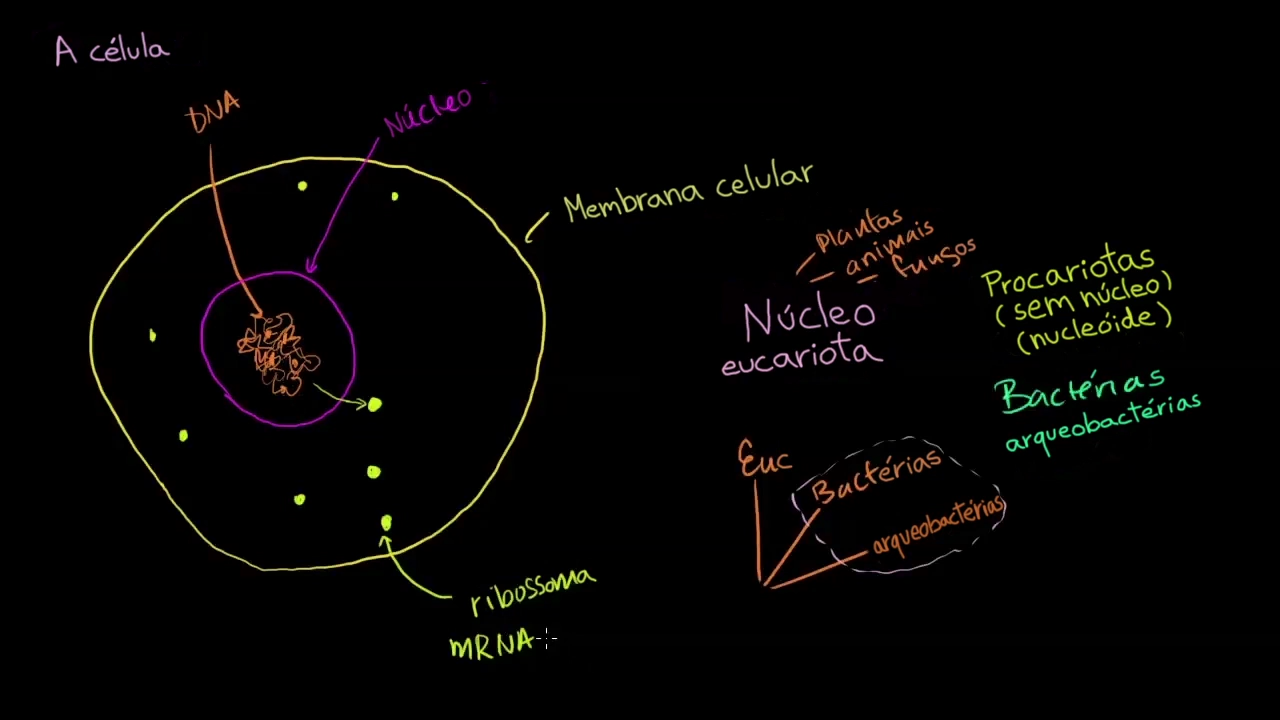 A célula
DNA
Núcleo
Membrana celular
plantas
animais
fungos
Núcleo
eucariota
Procariotas
(sem núcleo)
(nucleóide)
Bactérias
arqueobactérias
Euc
Bactérias
arqueobactérias
ribossoma
mRNA